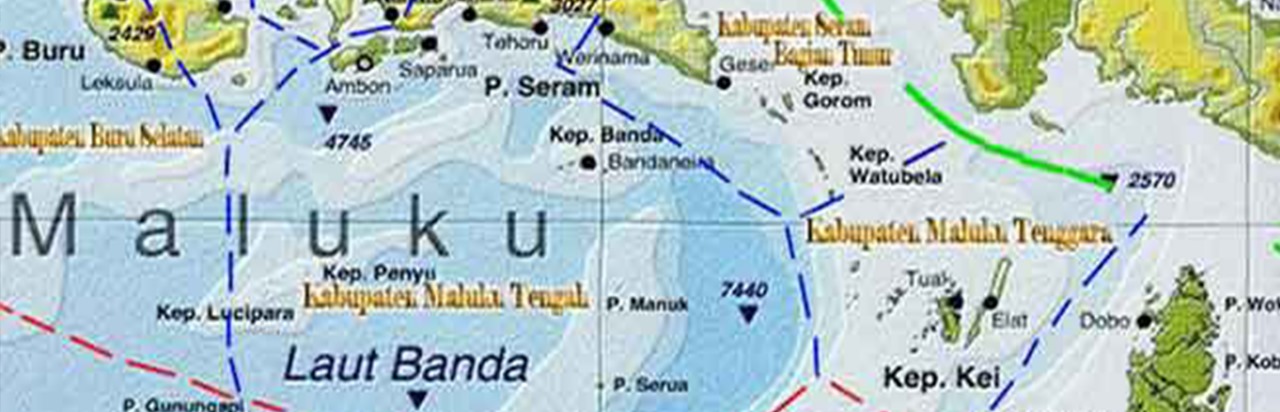 3027
Kabupaten Seram
Bagian Timur
2429
P. Buru
Tehoru
Werinama
Leksula
Ambon
Saparua
P. Seram
Geser
Kep.
Gorom
Kabupaten Buru Selatan
4745
Kep. Banda
Bandaneira
Kep.
Watubela
2570
Maluku
Kabupaten Maluku Tenggara
Kep. Penyu
Kabupaten Maluku Tengah
Kep. Lucipara
P. Manuk
7440
Tual
Elat
Dobo
Laut Banda
P. Serua
Kep. Kei
P. Kob
P. Gunungapi